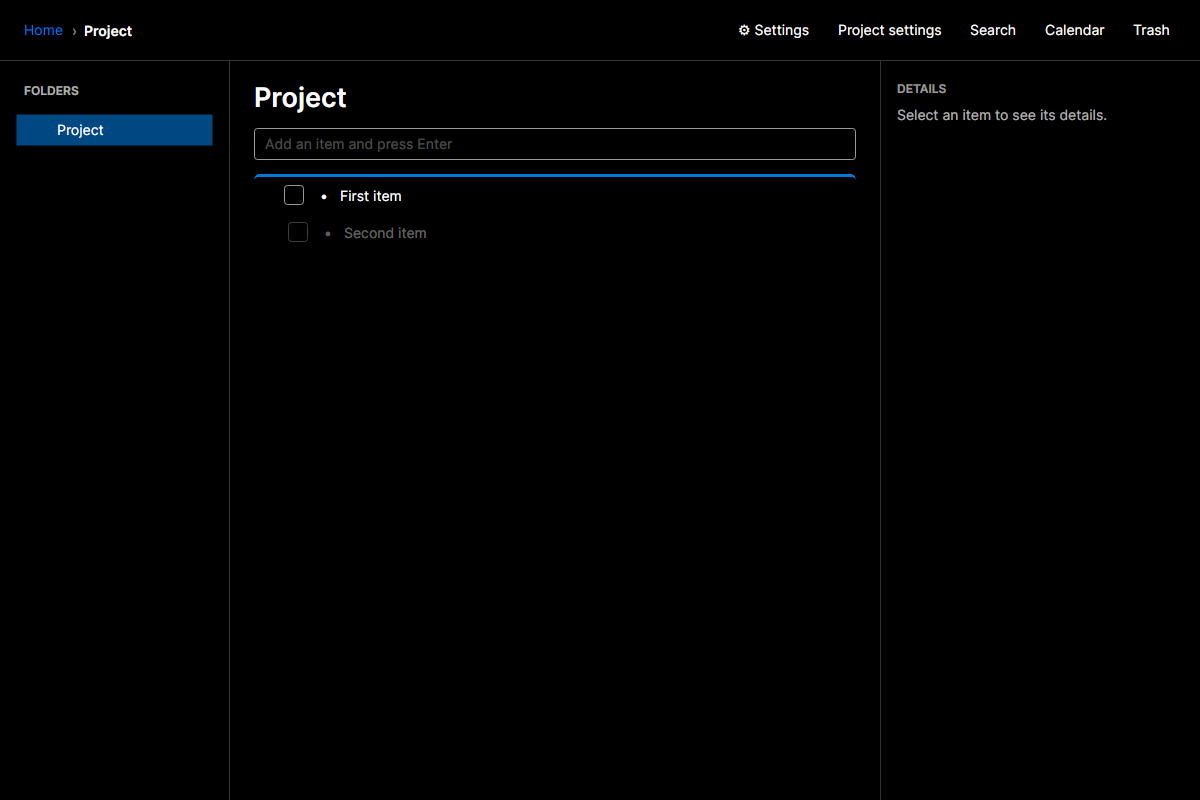 Home › Project
⚙ Settings Project settings Search Calendar Trash
FOLDERS
Project
Project
Add an item and press Enter
• First item
• Second item
DETAILS
Select an item to see its details.